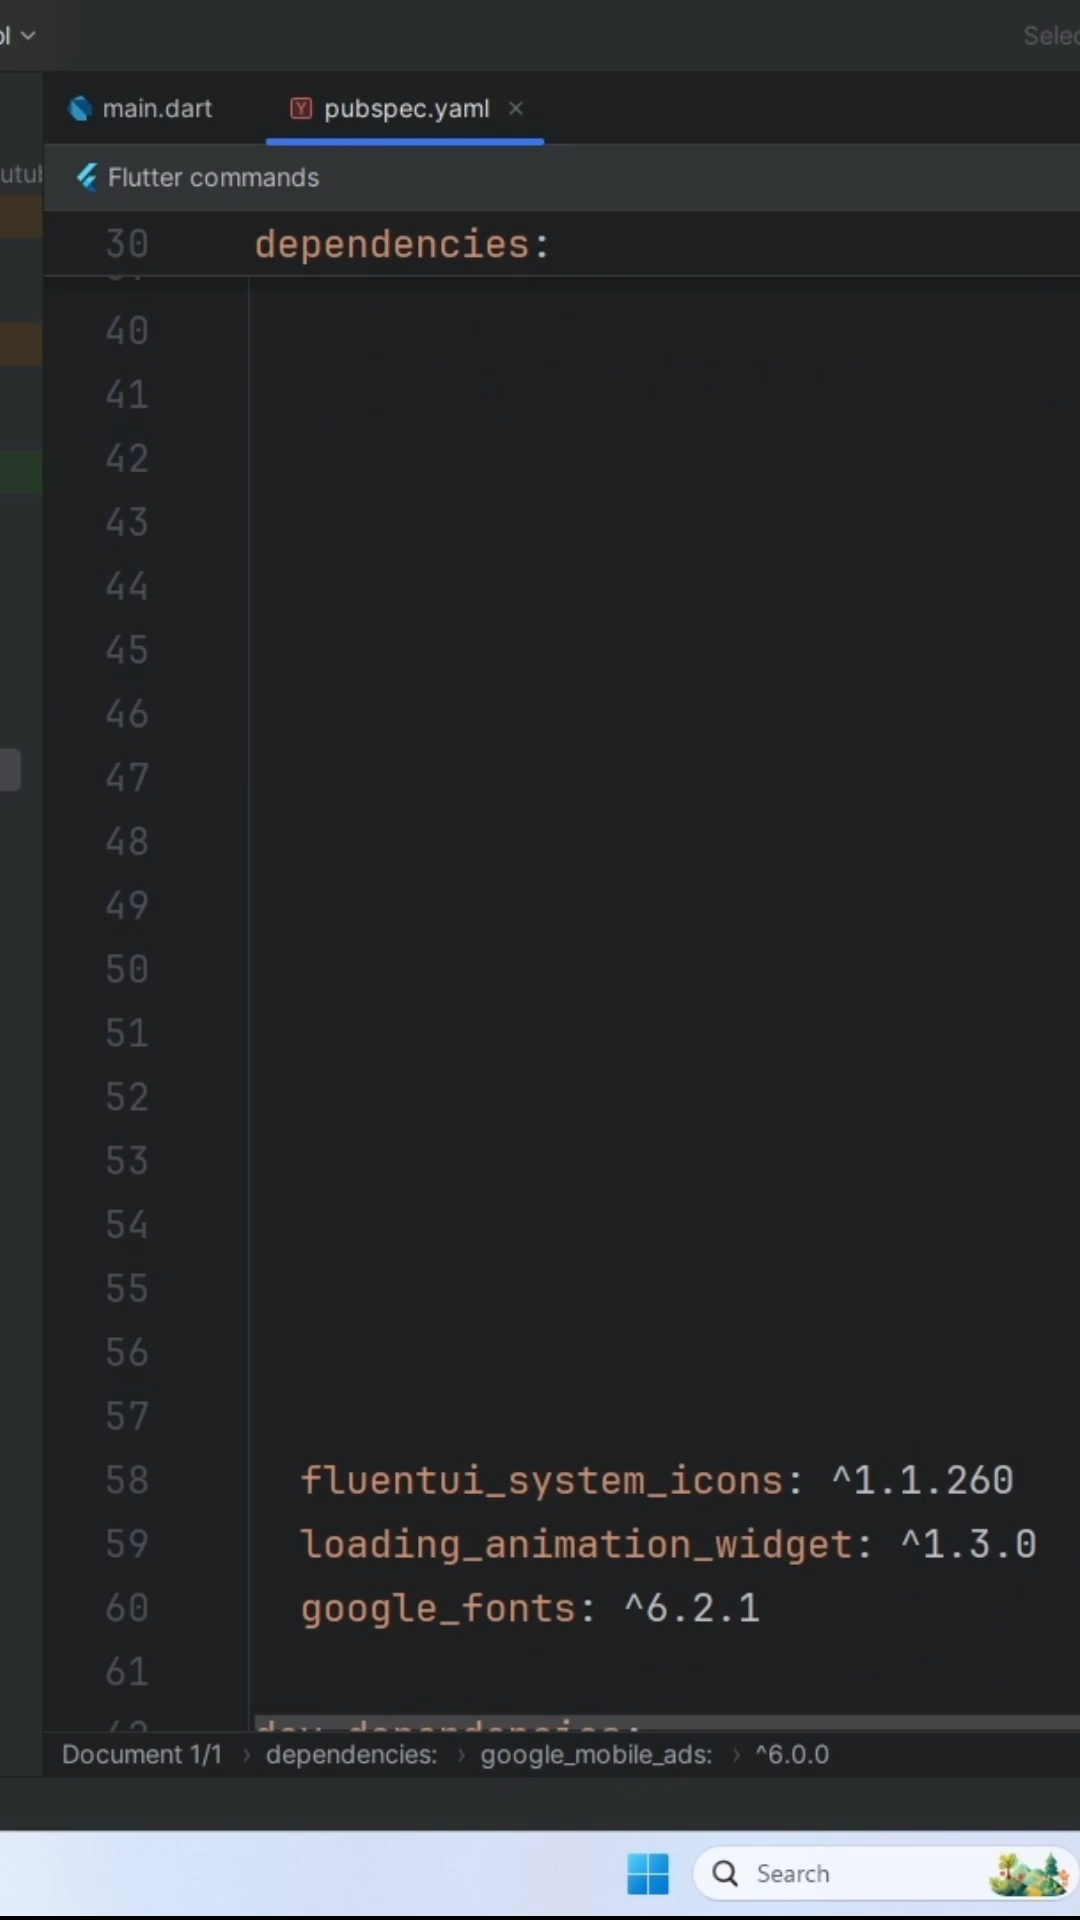 main.dart
pubspec.yaml
Flutter commands
30 dependencies:
40
41
42
43
44
45
46
47
48
49
50
51
52
53
54
55
56
57
58 fluentui_system_icons: ^1.1.260
59 loading_animation_widget: ^1.3.0
60 google_fonts: ^6.2.1
61
dev_dependencies:
Document 1/1 › dependencies: › google_mobile_ads: › ^6.0.0
Search